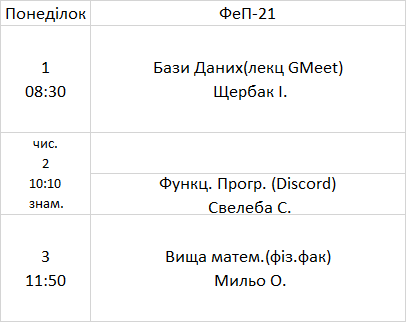 Понеділок ФеП-21
1
08:30
Бази Даних(лекц GMeet)
Щербак І.
чис.
2
10:10
знам.
Функц. Прогр. (Discord)
Свелеба С.
3
11:50
Вища матем.(фіз.фак)
Мильо О.